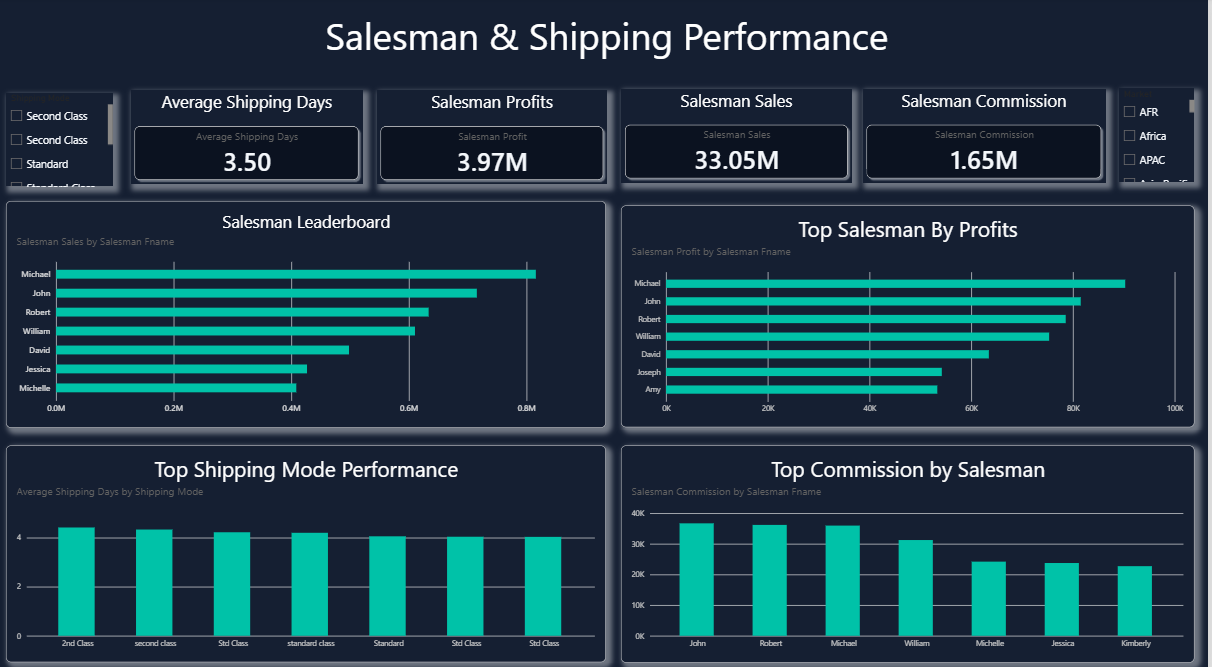 Salesman & Shipping Performance
Second Class
Second Class
Standard
Standard Class
Average Shipping Days
Average Shipping Days
3.50
Salesman Profits
Salesman Profit
3.97M
Salesman Sales
Salesman Sales
33.05M
Salesman Commission
Salesman Commission
1.65M
AFR
Africa
APAC
Salesman Leaderboard
Salesman Sales by Salesman Fname
Michael
John
Robert
William
David
Jessica
Michelle
0.0M 0.2M 0.4M 0.6M 0.8M
Top Salesman By Profits
Salesman Profit by Salesman Fname
Michael
John
Robert
William
David
Joseph
Amy
0K 20K 40K 60K 80K 100K
Top Shipping Mode Performance
Average Shipping Days by Shipping Mode
4
2
0
2nd Class second class Std Class standard class Standard Std Class Std Class
Top Commission by Salesman
Salesman Commission by Salesman Fname
40K
30K
20K
10K
0K
John Robert Michael William Michelle Jessica Kimberly